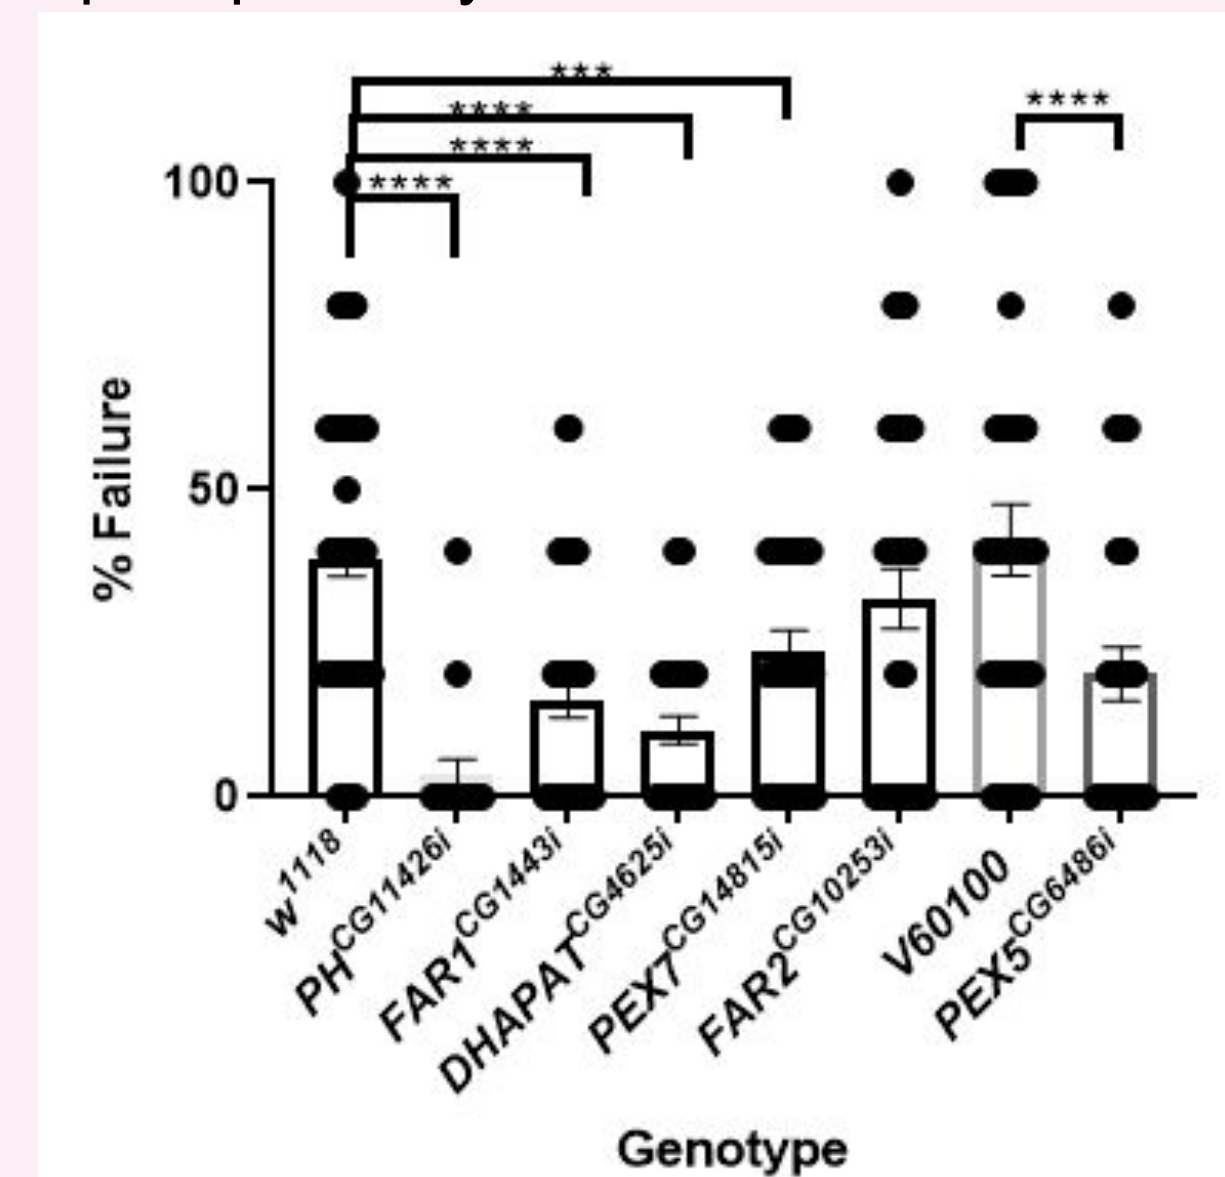 ***
****
****
****
****
100
50
0
% Failure
w1118
PHCG11426i
FAR1CG1443i
DHAPATCG4625i
PEX7CG14815i
FAR2CG10253i
V60100
PEX5CG6486i
Genotype